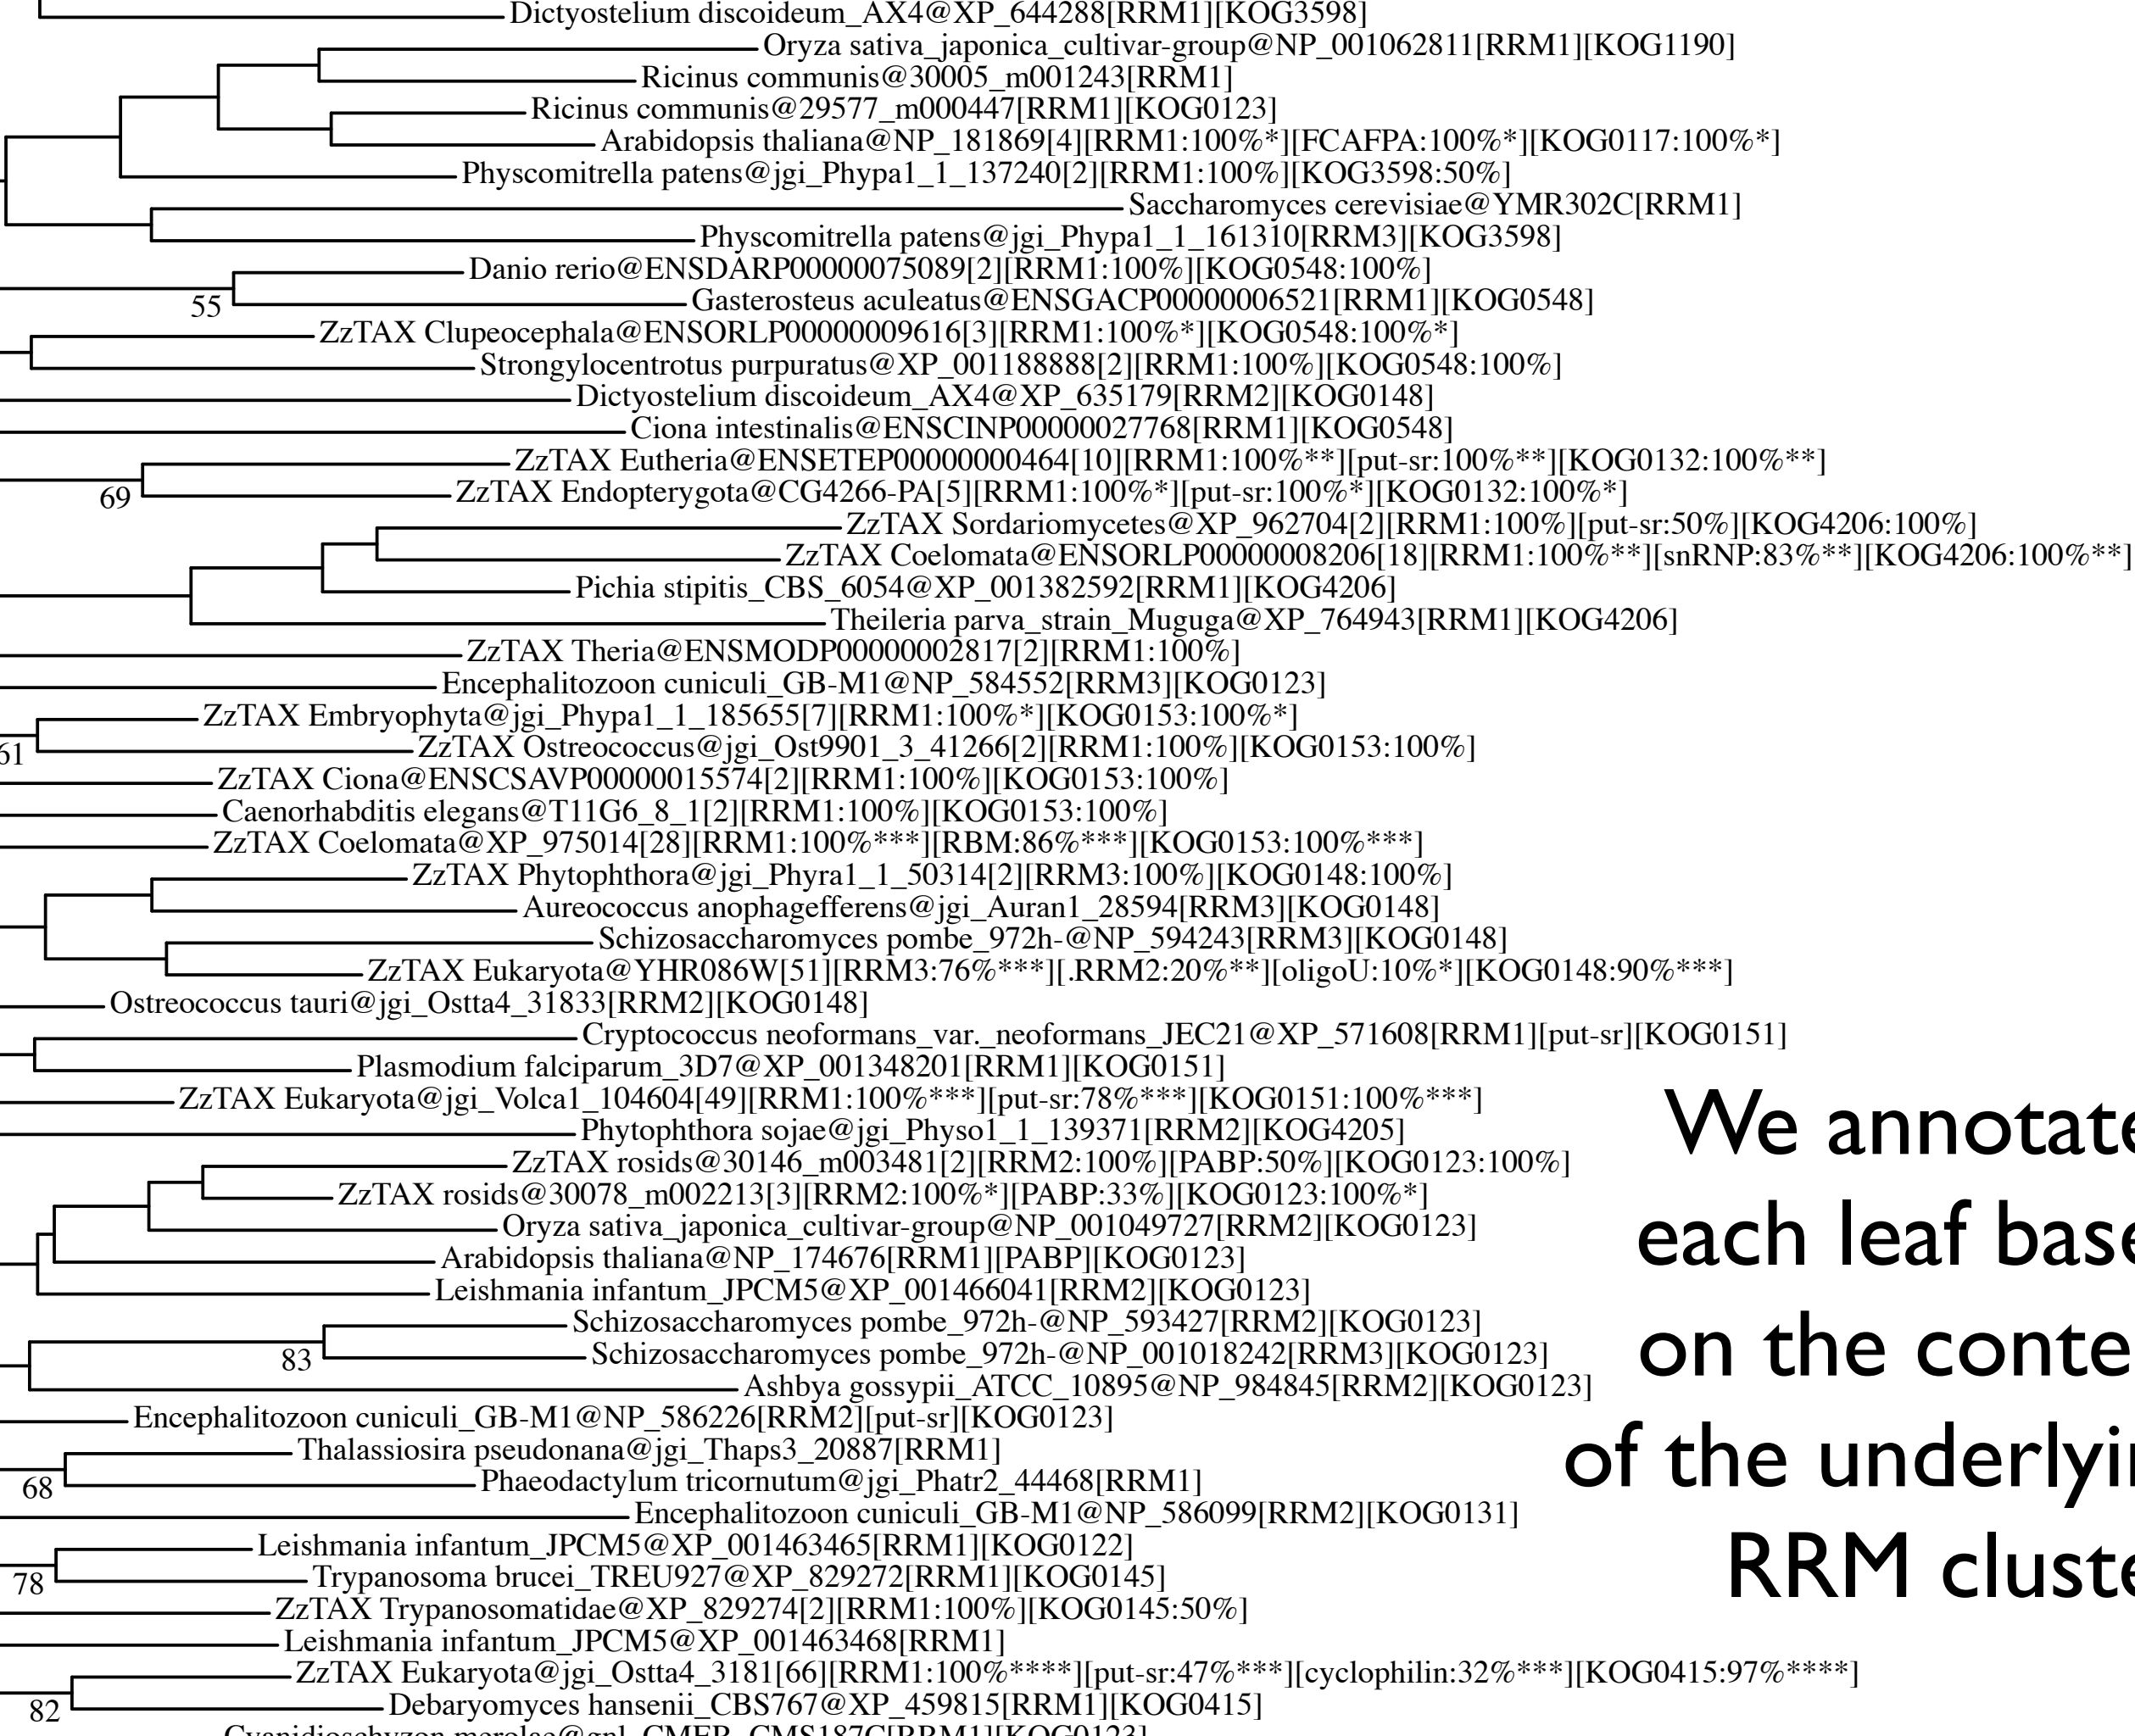 Dictyostelium discoideum_AX4@XP_644288[RRM1][KOG3598]
Oryza sativa_japonica_cultivar-group@NP_001062811[RRM1][KOG1190]
Ricinus communis@30005_m001243[RRM1]
Ricinus communis@29577_m000447[RRM1][KOG0123]
Arabidopsis thaliana@NP_181869[4][RRM1:100%*][FCAFPA:100%*][KOG0117:100%*]
Physcomitrella patens@jgi_Phypa1_1_137240[2][RRM1:100%][KOG3598:50%]
Saccharomyces cerevisiae@YMR302C[RRM1]
Physcomitrella patens@jgi_Phypa1_1_161310[RRM3][KOG3598]
Danio rerio@ENSDARP00000075089[2][RRM1:100%][KOG0548:100%]
55 Gasterosteus aculeatus@ENSGACP00000006521[RRM1][KOG0548]
ZzTAX Clupeocephala@ENSORLP00000009616[3][RRM1:100%*][KOG0548:100%*]
Strongylocentrotus purpuratus@XP_001188888[2][RRM1:100%][KOG0548:100%]
Dictyostelium discoideum_AX4@XP_635179[RRM2][KOG0148]
Ciona intestinalis@ENSCINP00000027768[RRM1][KOG0548]
ZzTAX Eutheria@ENSETEP00000000464[10][RRM1:100%**][put-sr:100%**][KOG0132:100%**]
69 ZzTAX Endopterygota@CG4266-PA[5][RRM1:100%*][put-sr:100%*][KOG0132:100%*]
ZzTAX Sordariomycetes@XP_962704[2][RRM1:100%][put-sr:50%][KOG4206:100%]
ZzTAX Coelomata@ENSORLP00000008206[18][RRM1:100%**][snRNP:83%**][KOG4206:100%**]
Pichia stipitis_CBS_6054@XP_001382592[RRM1][KOG4206]
Theileria parva_strain_Muguga@XP_764943[RRM1][KOG4206]
ZzTAX Theria@ENSMODP00000002817[2][RRM1:100%]
Encephalitozoon cuniculi_GB-M1@NP_584552[RRM3][KOG0123]
ZzTAX Embryophyta@jgi_Phypa1_1_185655[7][RRM1:100%*][KOG0153:100%*]
61 ZzTAX Ostreococcus@jgi_Ost9901_3_41266[2][RRM1:100%][KOG0153:100%]
ZzTAX Ciona@ENSCSAVP00000015574[2][RRM1:100%][KOG0153:100%]
Caenorhabditis elegans@T11G6_8_1[2][RRM1:100%][KOG0153:100%]
ZzTAX Coelomata@XP_975014[28][RRM1:100%***][RBM:86%***][KOG0153:100%***]
ZzTAX Phytophthora@jgi_Phyra1_1_50314[2][RRM3:100%][KOG0148:100%]
Aureococcus anophagefferens@jgi_Auran1_28594[RRM3][KOG0148]
Schizosaccharomyces pombe_972h-@NP_594243[RRM3][KOG0148]
ZzTAX Eukaryota@YHR086W[51][RRM3:76%***][.RRM2:20%**][oligoU:10%*][KOG0148:90%***]
Ostreococcus tauri@jgi_Ostta4_31833[RRM2][KOG0148]
Cryptococcus neoformans_var._neoformans_JEC21@XP_571608[RRM1][put-sr][KOG0151]
Plasmodium falciparum_3D7@XP_001348201[RRM1][KOG0151]
ZzTAX Eukaryota@jgi_Volca1_104604[49][RRM1:100%***][put-sr:78%***][KOG0151:100%***]
Phytophthora sojae@jgi_Physo1_1_139371[RRM2][KOG4205]
ZzTAX rosids@30146_m003481[2][RRM2:100%][PABP:50%][KOG0123:100%]
ZzTAX rosids@30078_m002213[3][RRM2:100%*][PABP:33%][KOG0123:100%*]
Oryza sativa_japonica_cultivar-group@NP_001049727[RRM2][KOG0123]
Arabidopsis thaliana@NP_174676[RRM1][PABP][KOG0123]
Leishmania infantum_JPCM5@XP_001466041[RRM2][KOG0123]
Schizosaccharomyces pombe_972h-@NP_593427[RRM2][KOG0123]
83 Schizosaccharomyces pombe_972h-@NP_001018242[RRM3][KOG0123]
Ashbya gossypii_ATCC_10895@NP_984845[RRM2][KOG0123]
Encephalitozoon cuniculi_GB-M1@NP_586226[RRM2][put-sr][KOG0123]
Thalassiosira pseudonana@jgi_Thaps3_20887[RRM1]
68 Phaeodactylum tricornutum@jgi_Phatr2_44468[RRM1]
Encephalitozoon cuniculi_GB-M1@NP_586099[RRM2][KOG0131]
Leishmania infantum_JPCM5@XP_001463465[RRM1][KOG0122]
78 Trypanosoma brucei_TREU927@XP_829272[RRM1][KOG0145]
ZzTAX Trypanosomatidae@XP_829274[2][RRM1:100%][KOG0145:50%]
Leishmania infantum_JPCM5@XP_001463468[RRM1]
ZzTAX Eukaryota@jgi_Ostta4_3181[66][RRM1:100%****][put-sr:47%***][cyclophilin:32%***][KOG0415:97%****]
82 Debaryomyces hansenii_CBS767@XP_459815[RRM1][KOG0415]
We annotate
each leaf base
on the conte
of the underlyin
RRM cluste